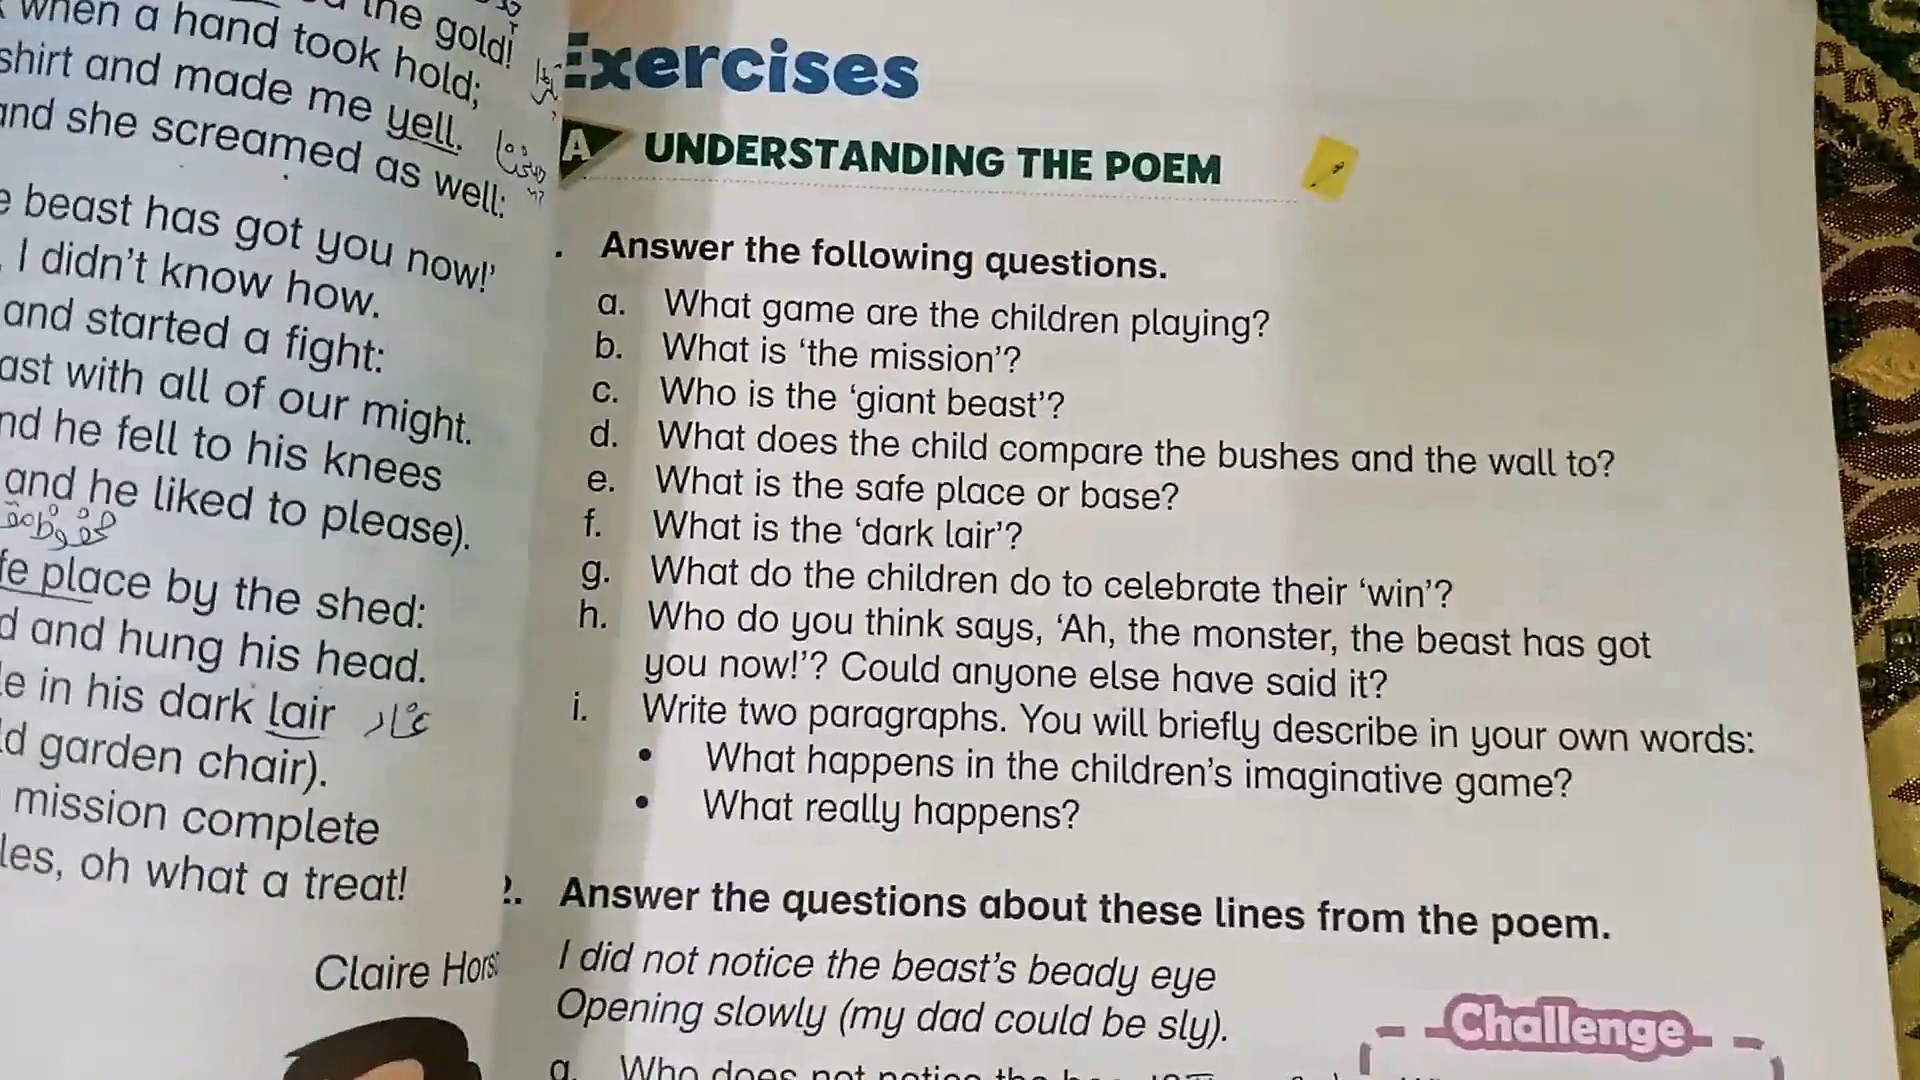 the gold!
when a hand took hold;
shirt and made me yell.
and she screamed as well:
beast has got you now!'
I didn't know how.
and started a fight:
with all of our might.
he fell to his knees
and he liked to please).
محفوظ جگہ
place by the shed:
and hung his head.
in his dark lair غار
garden chair).
mission complete
oh what a treat!
Claire
Exercises
A UNDERSTANDING THE POEM
. Answer the following questions.
a. What game are the children playing?
b. What is 'the mission'?
c. Who is the 'giant beast'?
d. What does the child compare the bushes and the wall to?
e. What is the safe place or base?
f. What is the 'dark lair'?
g. What do the children do to celebrate their 'win'?
h. Who do you think says, 'Ah, the monster, the beast has got
you now!'? Could anyone else have said it?
i. Write two paragraphs. You will briefly describe in your own words:
• What happens in the children's imaginative game?
• What really happens?
2. Answer the questions about these lines from the poem.
I did not notice the beast's beady eye
Opening slowly (my dad could be sly).
Challenge
a. Who does not notice the